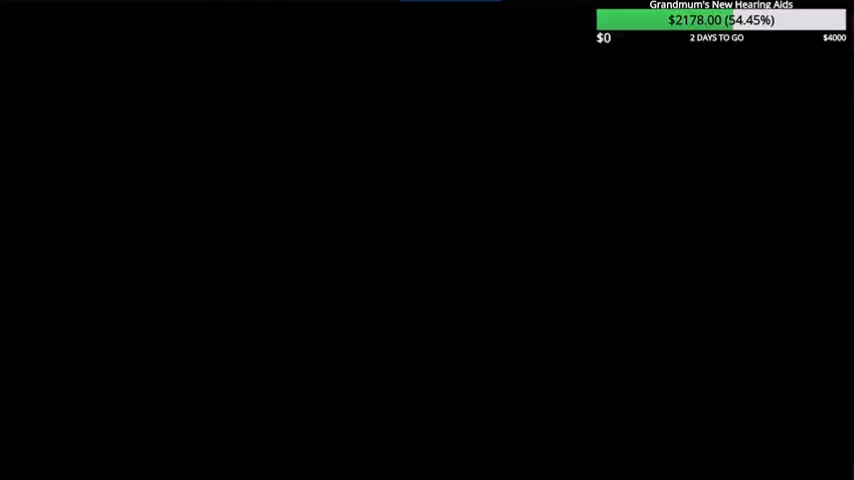 Grandmum's New Hearing Aids
$2178.00 (54.45%)
$0 2 DAYS TO GO $4000